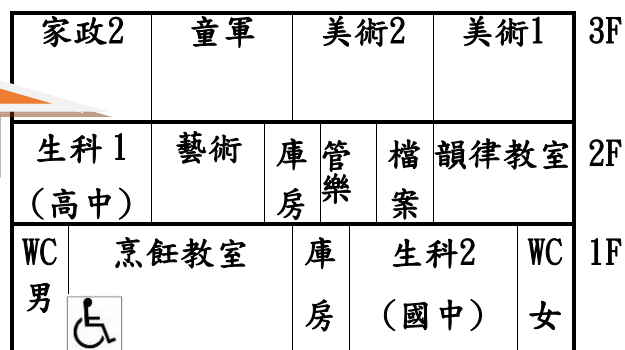 家政2 童軍 美術2 美術1 3F
生科1 藝術 庫 管 檔 韻律教室 2F
（高中） 房 樂 案
WC 烹飪教室 庫 生科2 WC 1F
男 房 （國中） 女